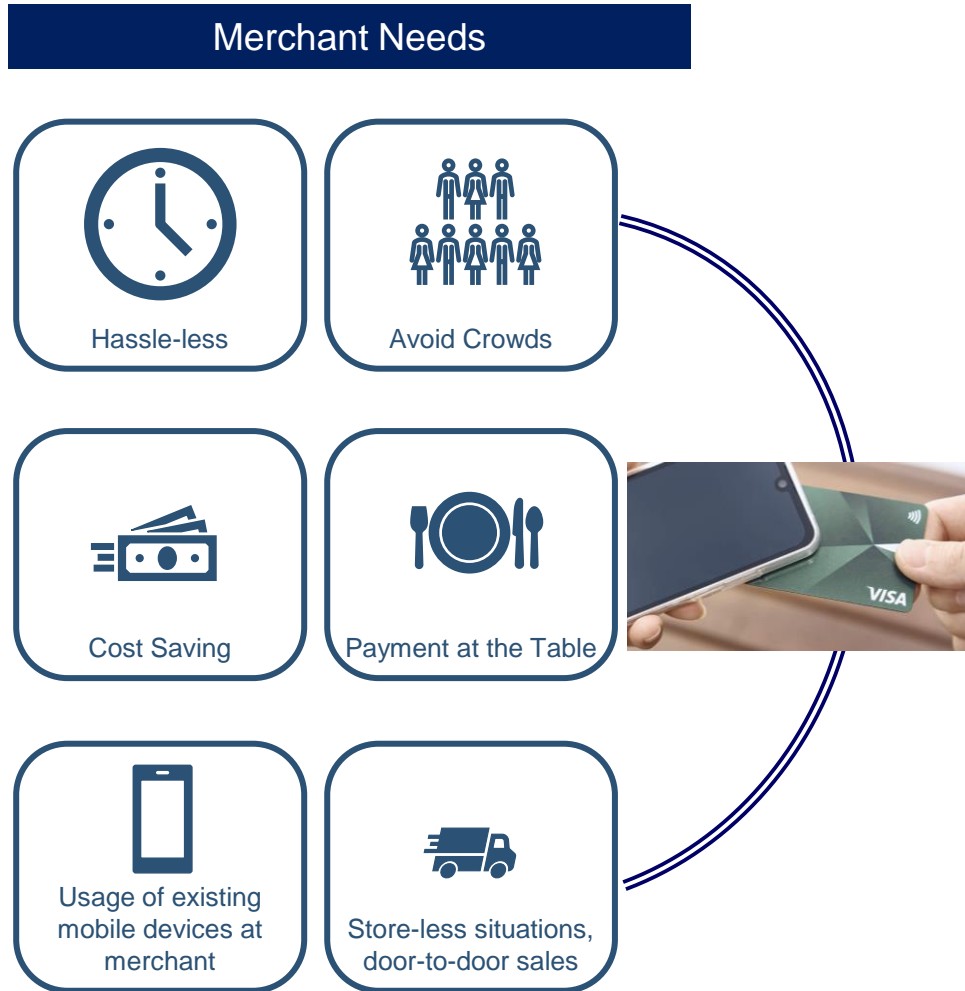 Merchant Needs
Hassle-less
Avoid Crowds
Cost Saving
Payment at the Table
VISA
Usage of existing
mobile devices at
merchant
Store-less situations,
door-to-door sales